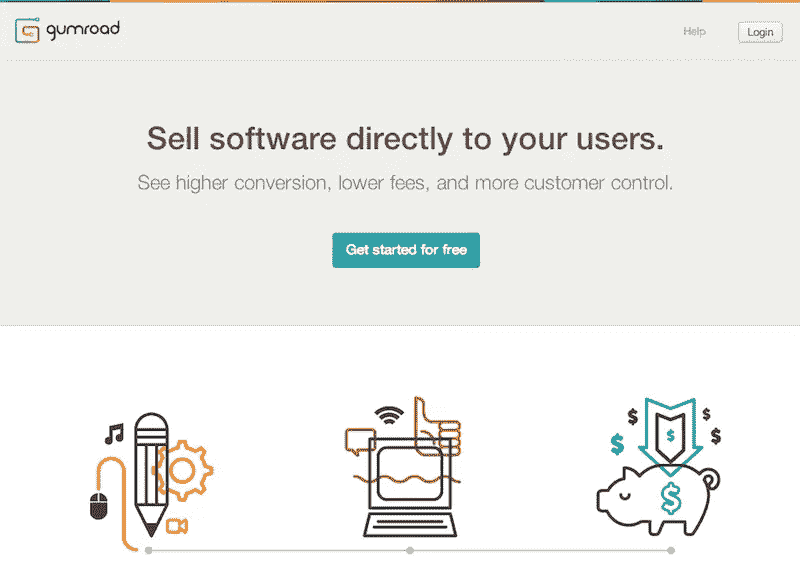 gumroad
Help
Login
Sell software directly to your users.
See higher conversion, lower fees, and more customer control.
Get started for free
$ $ $ $ $
$